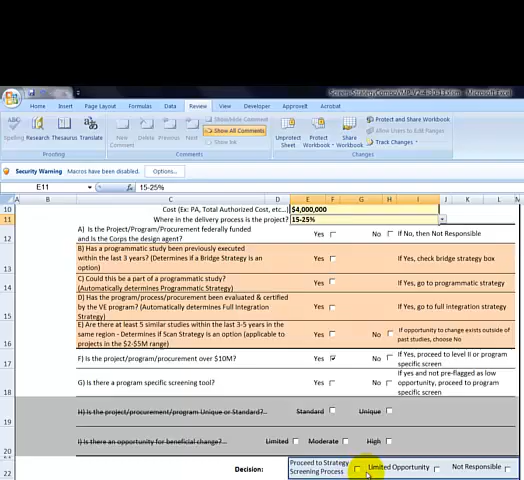 Home Insert Page Layout Formulas Data Review View Developer ApproveIt Acrobat
ABC
Spelling Research Thesaurus Translate
Proofing
New
Comment
Delete Previous Next
Show/Hide Comment
Show All Comments
Show Ink
Comments
Unprotect
Sheet
Protect
Workbook
Share
Workbook
Protect and Share Workbook
Allow Users to Edit Ranges
Track Changes
Changes
Security Warning Macros have been disabled. Options...
E11 15-25%
A B C D E F G H I L N
10 Cost (Ex: PA, Total Authorized Cost, etc...) $4,000,000
11 Where in the delivery process is the project? 15-25%
12 A) Is the Project/Program/Procurement federally funded and is the Corps the design agent? Yes No If No, then Not Responsible
13 B) Has a programmatic study been previously executed within the last 3 years? (Determines if a Bridge Strategy is an option) Yes If Yes, check bridge strategy box
14 C) Could this be a part of a programmatic study? (Automatically determines Programmatic Strategy) Yes If Yes, go to programmatic strategy
15 D) Has the program/process/procurement been evaluated & certified by the VE program? (Automatically determines Full Integration Strategy) Yes If Yes, go to full integration strategy
16 E) Are there at least 5 similar studies within the last 3-5 years in the same region - Determines if Scan Strategy is an option (applicable to projects in the $2-$5M range) Yes No If opportunity to change exists outside of past studies, choose No
17 F) Is the project/program/procurement over $10M? Yes No If Yes, proceed to level II or program specific screen
18 G) Is there a program specific screening tool? Yes No If yes and not pre-flagged as low opportunity, proceed to program specific screen
19 H) Is the project/procurement/program Unique or Standard? Standard Unique
20 I) Is there an opportunity for beneficial change? Limited Moderate High
22 Decision: Proceed to Strategy Screening Process Limited Opportunity Not Responsible